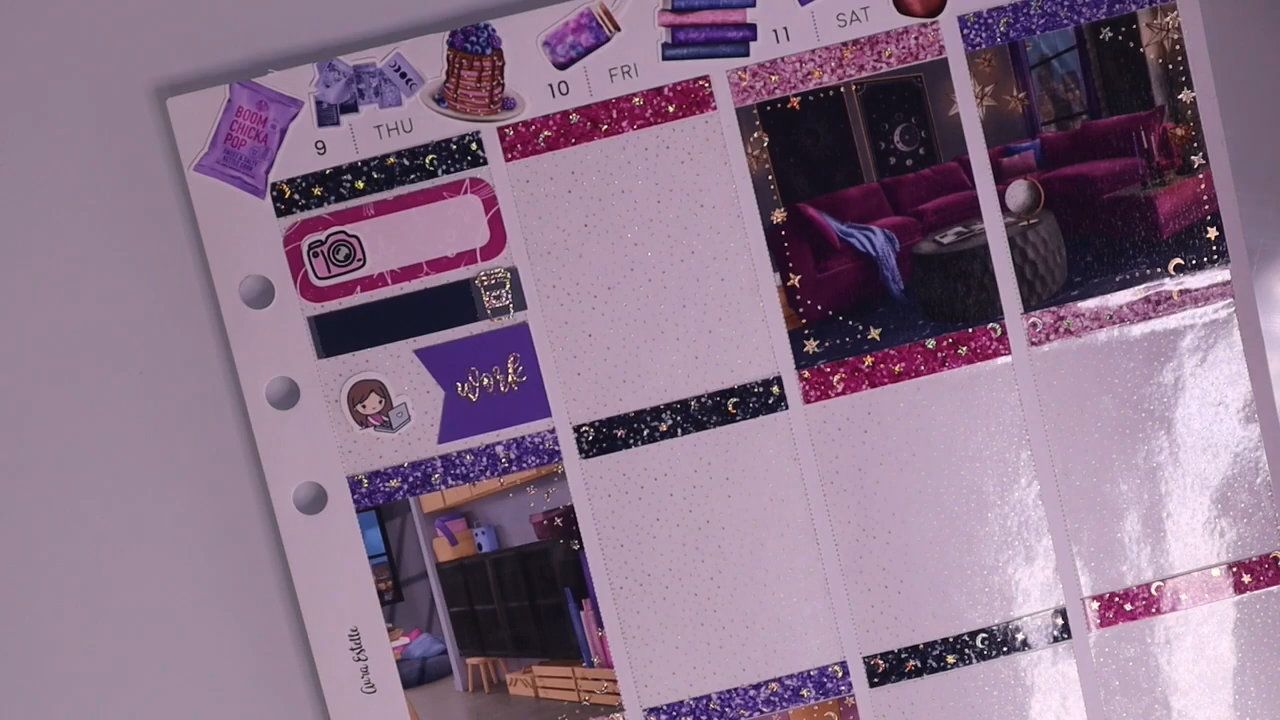 BOOM
CHICKA
POP
9 THU
10 FRI
11 SAT
work
Aura Estelle